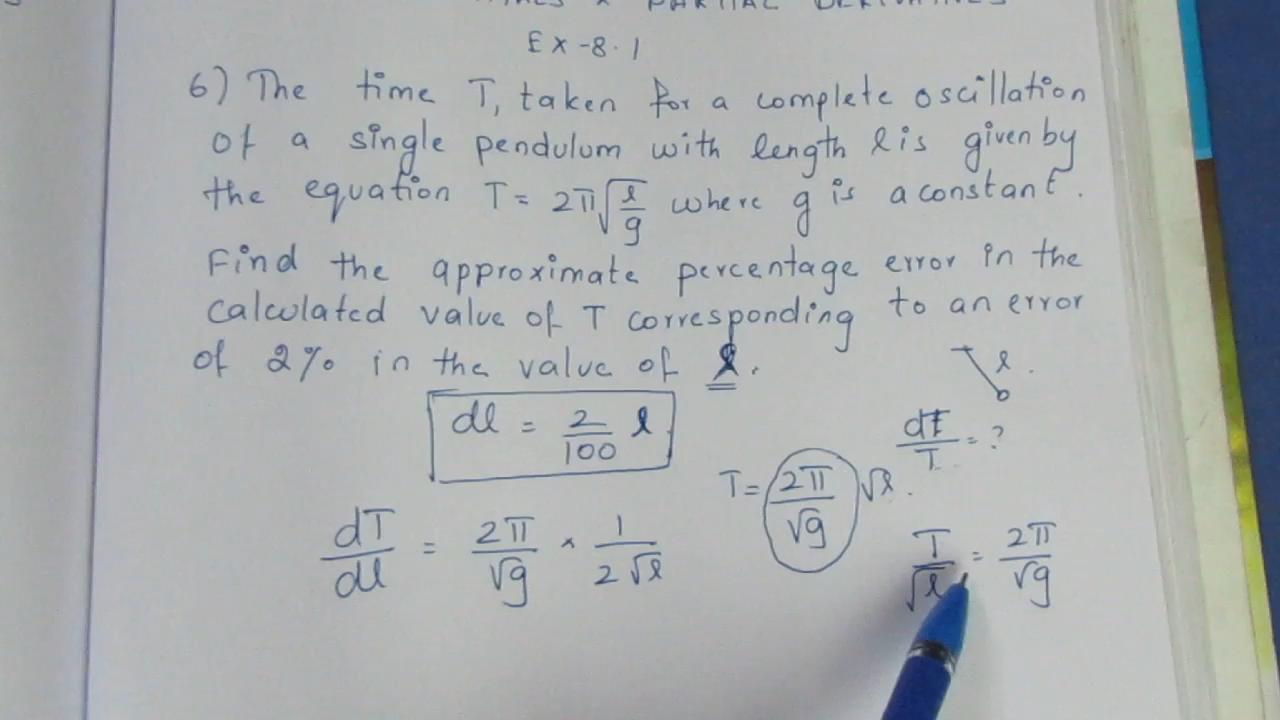 PARTIAL DERIVATIVES
EX-8.1
6) The time T, taken for a complete oscillation
of a single pendulum with length l is given by
the equation T = 2π√(l/g) where g is a constant.
Find the approximate percentage error in the
calculated value of T corresponding to an error
of 2% in the value of l.
l.
dl = 2/100 l
dt/T = ?
T = 2π/√g √l.
dT/dl = 2π/√g × 1/2√l
T/√l = 2π/√g